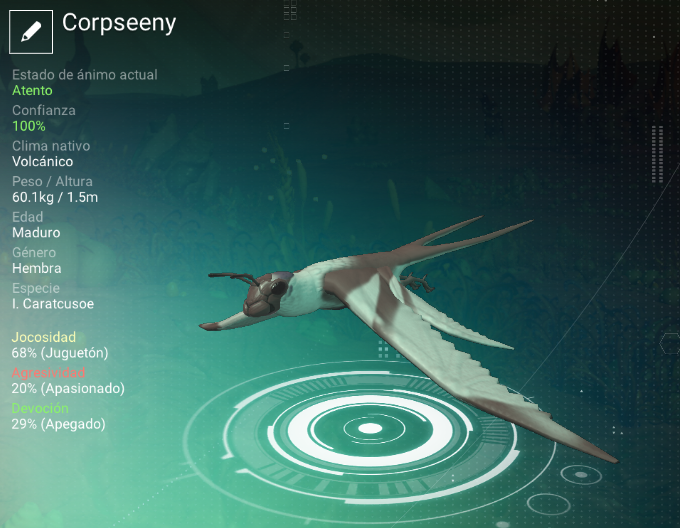 Corpseeny
Estado de ánimo actual
Atento
Confianza
100%
Clima nativo
Volcánico
Peso / Altura
60.1kg / 1.5m
Edad
Maduro
Género
Hembra
Especie
I. Caratcusoe
Jocosidad
68% (Juguetón)
Agresividad
20% (Apasionado)
Devoción
29% (Apegado)